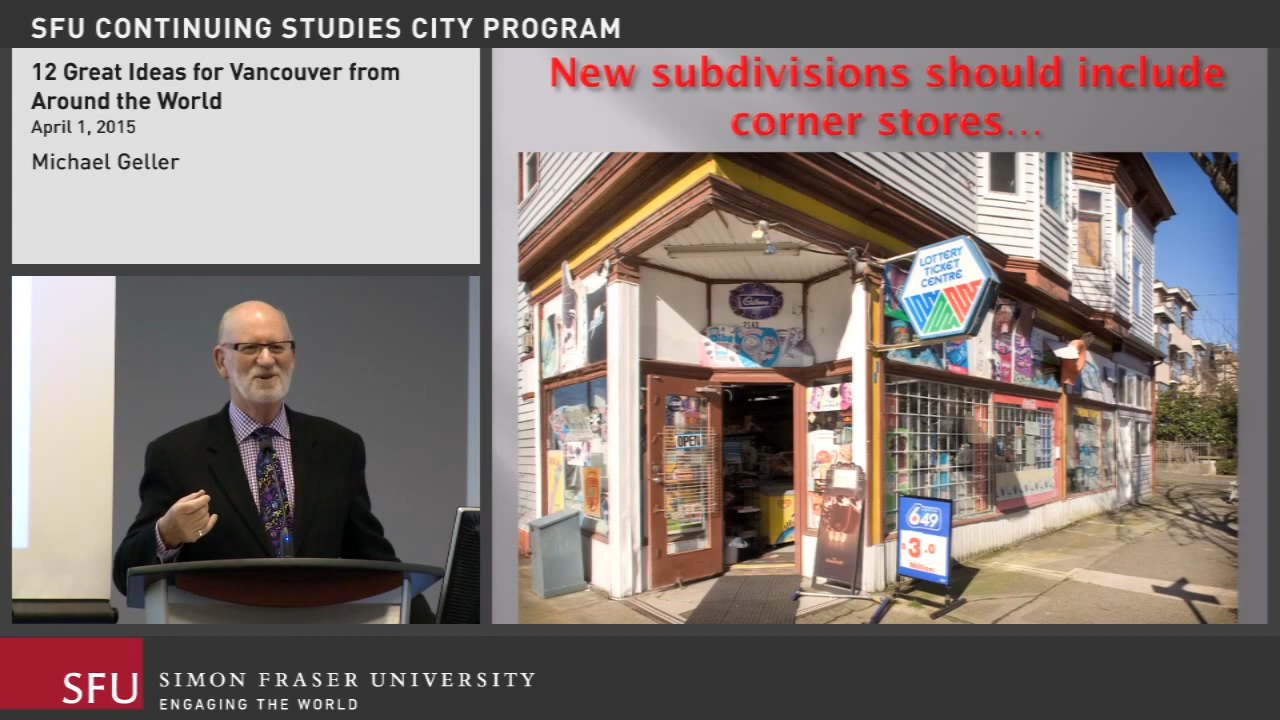 SFU CONTINUING STUDIES CITY PROGRAM
12 Great Ideas for Vancouver from
Around the World
April 1, 2015
Michael Geller
New subdivisions should include
corner stores...
LOTTERY
TICKET
CENTRE
Cadbury
OPEN
649
$3.0
Million
SFU
SIMON FRASER UNIVERSITY
ENGAGING THE WORLD